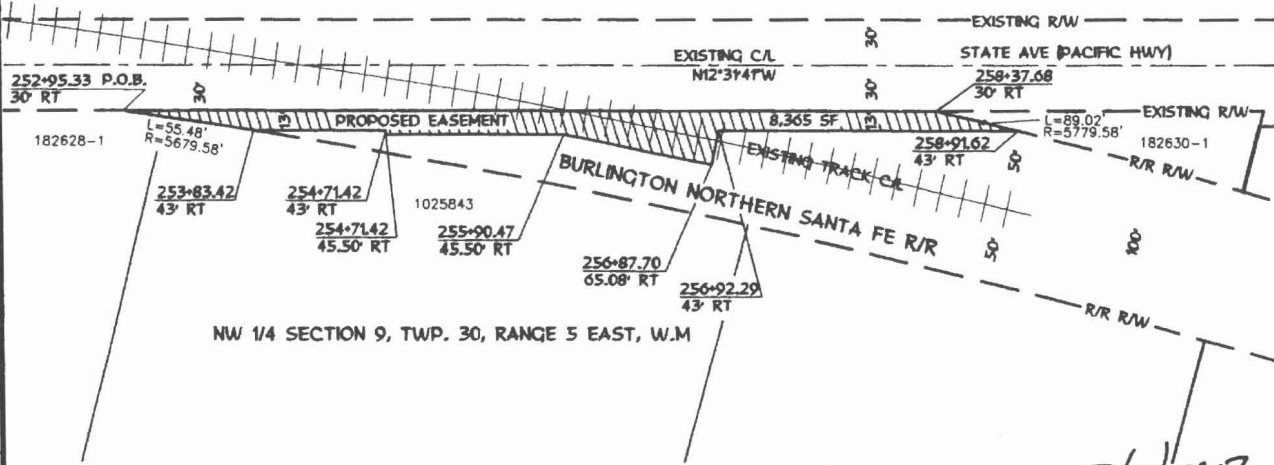 EXISTING R/W
30'
EXISTING C/L
N12°31'41"W
STATE AVE (PACIFIC HWY)
252+95.33 P.O.B.
30' RT
258+37.68
30' RT
30'
30'
EXISTING R/W
PROPOSED EASEMENT
8,365 SF
13'
13'
L=89.02'
R=5779.58'
182628-1
L=55.48'
R=5679.58'
182630-1
258+91.62
43' RT
EXISTING TRACK C/L
50'
R/R R/W
253+83.42
43' RT
254+71.42
43' RT
1025843
BURLINGTON NORTHERN SANTA FE R/R
254+71.42
45.50' RT
255+90.47
45.50' RT
50'
100'
256+87.70
65.08' RT
256+92.29
43' RT
R/R R/W
NW 1/4 SECTION 9, TWP. 30, RANGE 5 EAST, W.M